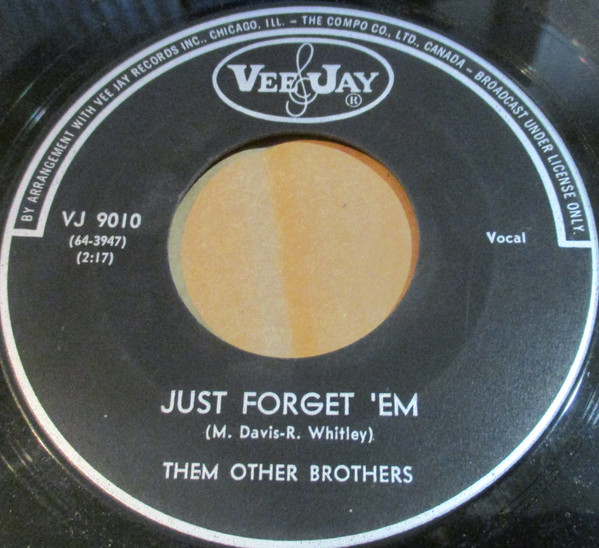 BY ARRANGEMENT WITH VEE JAY RECORDS INC., CHICAGO, ILL. – THE COMPO CO., LTD., CANADA – BROADCAST UNDER LICENSE ONLY.
VEE JAY
®
VJ 9010
(64-3947)
(2:17)
Vocal
JUST FORGET 'EM
(M. Davis-R. Whitley)
THEM OTHER BROTHERS